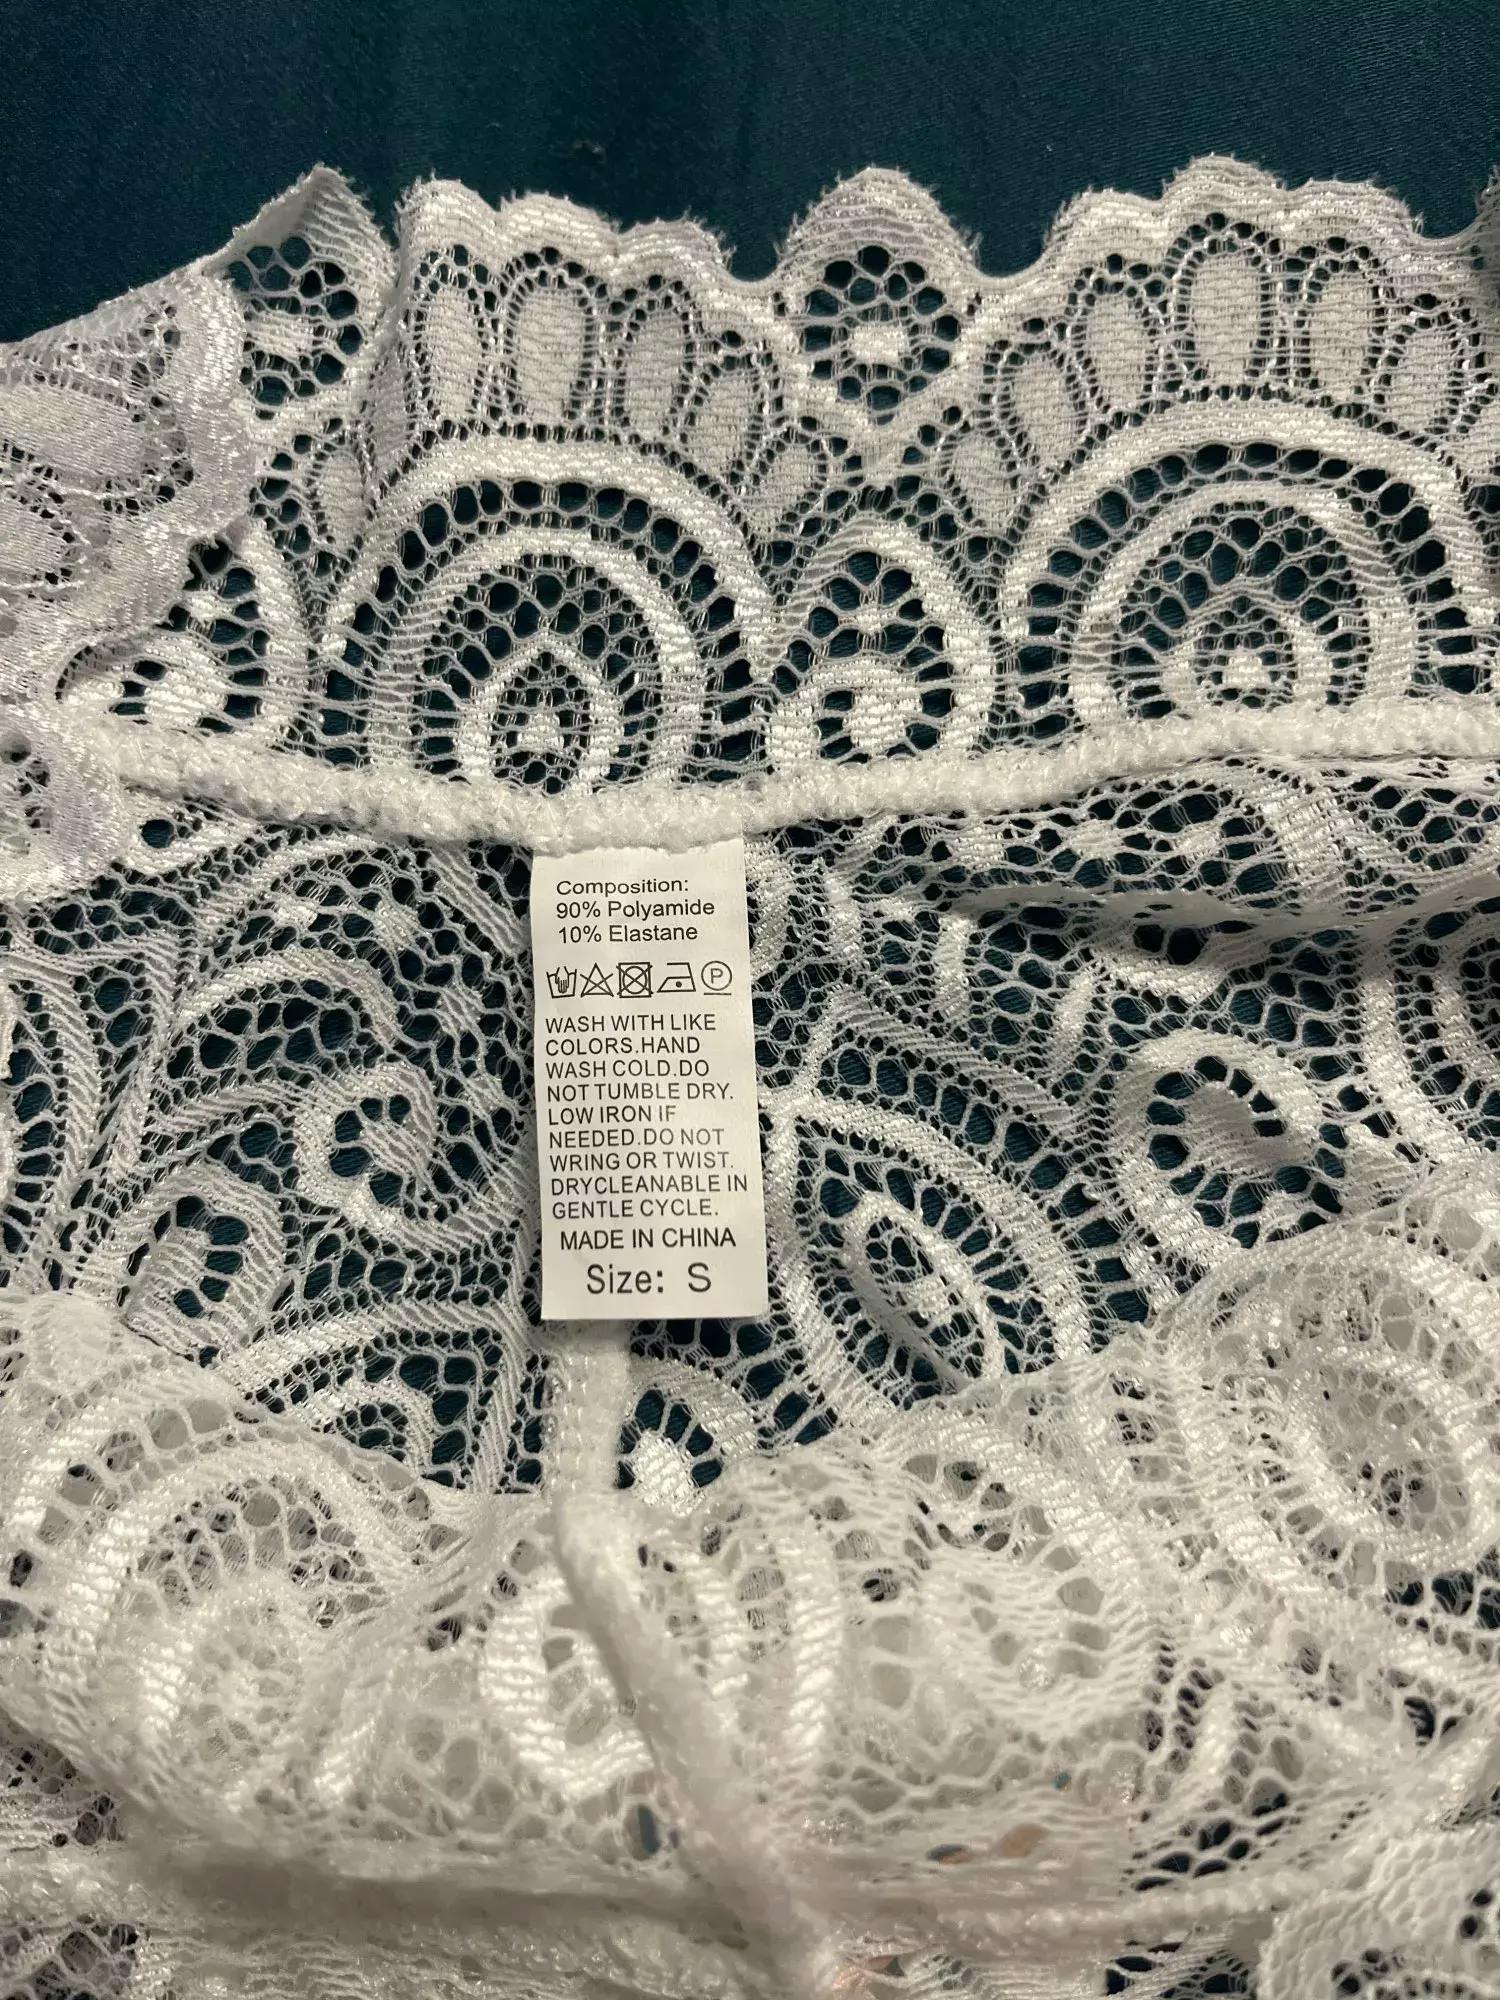 Composition:
90% Polyamide
10% Elastane
P
WASH WITH LIKE
COLORS.HAND
WASH COLD.DO
NOT TUMBLE DRY.
LOW IRON IF
NEEDED.DO NOT
WRING OR TWIST.
DRYCLEANABLE IN
GENTLE CYCLE.
MADE IN CHINA
Size: S